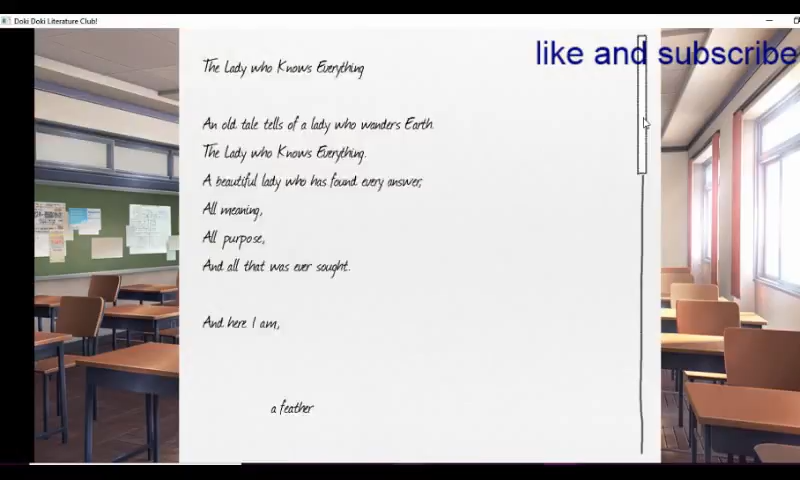 Doki Doki Literature Club!
like and subscribe
The Lady who Knows Everything
An old tale tells of a lady who wanders Earth.
The Lady who Knows Everything.
A beautiful lady who has found every answer,
All meaning,
All purpose,
And all that was ever sought.
And here I am,
a feather